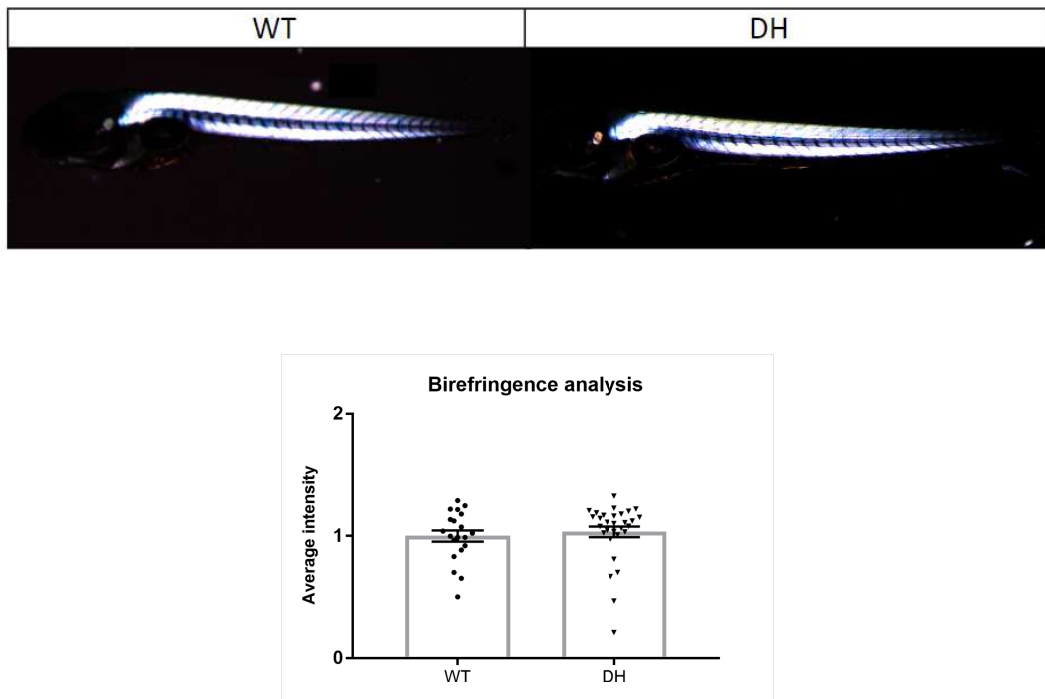 WT DH
Birefringence analysis
Average intensity
2
1
0
WT DH